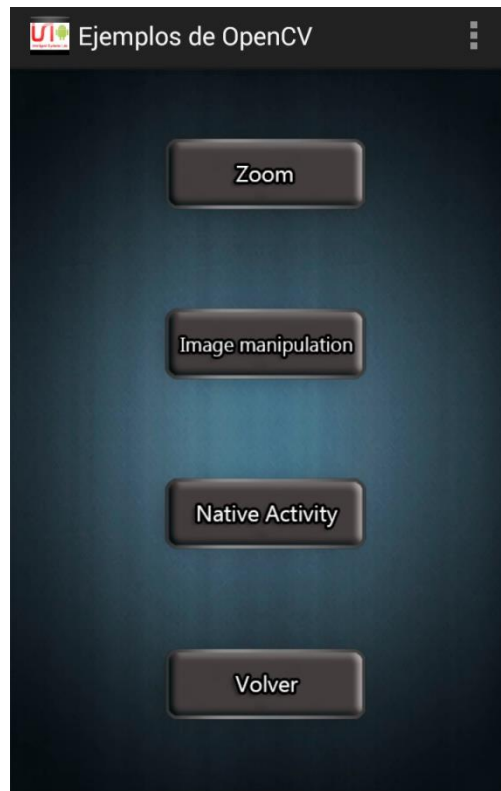 Ejemplos de OpenCV
Zoom
Image manipulation
Native Activity
Volver